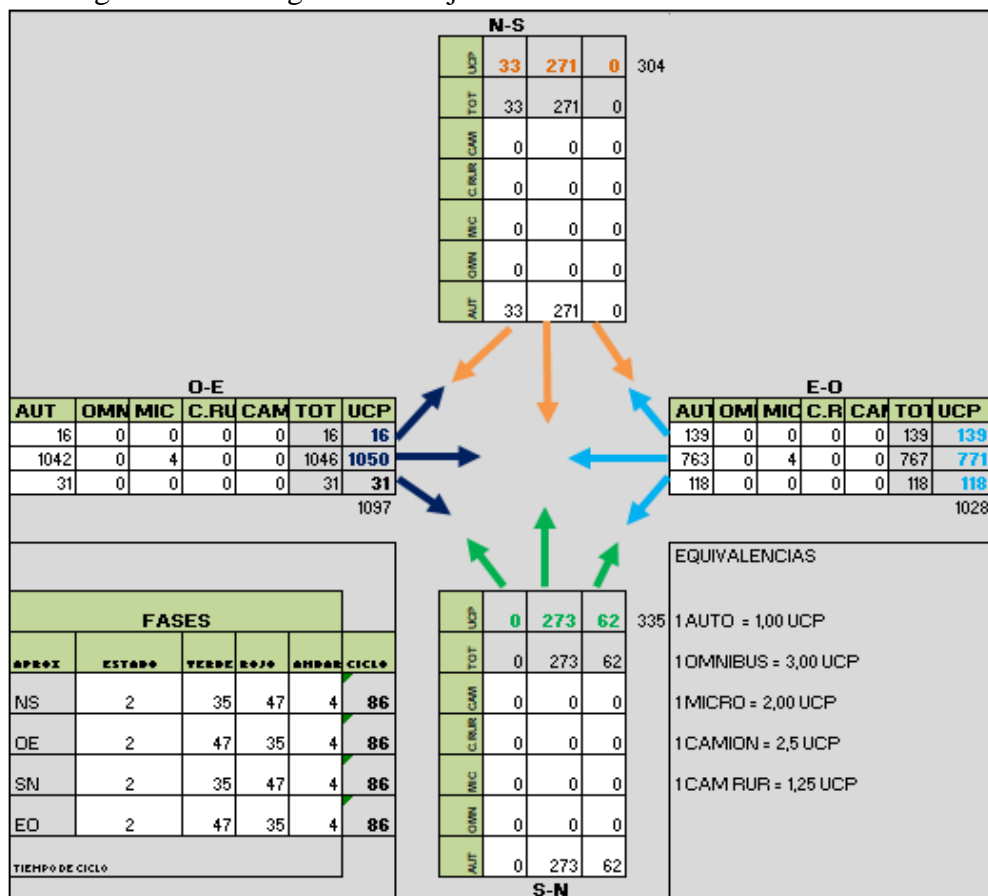 N-S
UCP 33 271 0 304
TOT 33 271 0
CAM 0 0 0
C.RUR 0 0 0
MIC 0 0 0
OMN 0 0 0
AUT 33 271 0
O-E
AUT OMN MIC C.RU CAM TOT UCP
16 0 0 0 0 16 16
1042 0 4 0 0 1046 1050
31 0 0 0 0 31 31
1097
E-O
AUT OMI MIC C.R CAI TOT UCP
139 0 0 0 0 139 139
763 0 4 0 0 767 771
118 0 0 0 0 118 118
1028
FASES
APROX ESTADO VERDE ROJO AMBAR CICLO
NS 2 35 47 4 86
OE 2 47 35 4 86
SN 2 35 47 4 86
EO 2 47 35 4 86
TIEMPO DE CICLO
UCP 0 273 62 335
TOT 0 273 62
CAM 0 0 0
C.RUR 0 0 0
MIC 0 0 0
OMN 0 0 0
AUT 0 273 62
S-N
EQUIVALENCIAS
1 AUTO = 1,00 UCP
1 OMNIBUS = 3,00 UCP
1 MICRO = 2,00 UCP
1 CAMION = 2,5 UCP
1 CAM RUR = 1,25 UCP